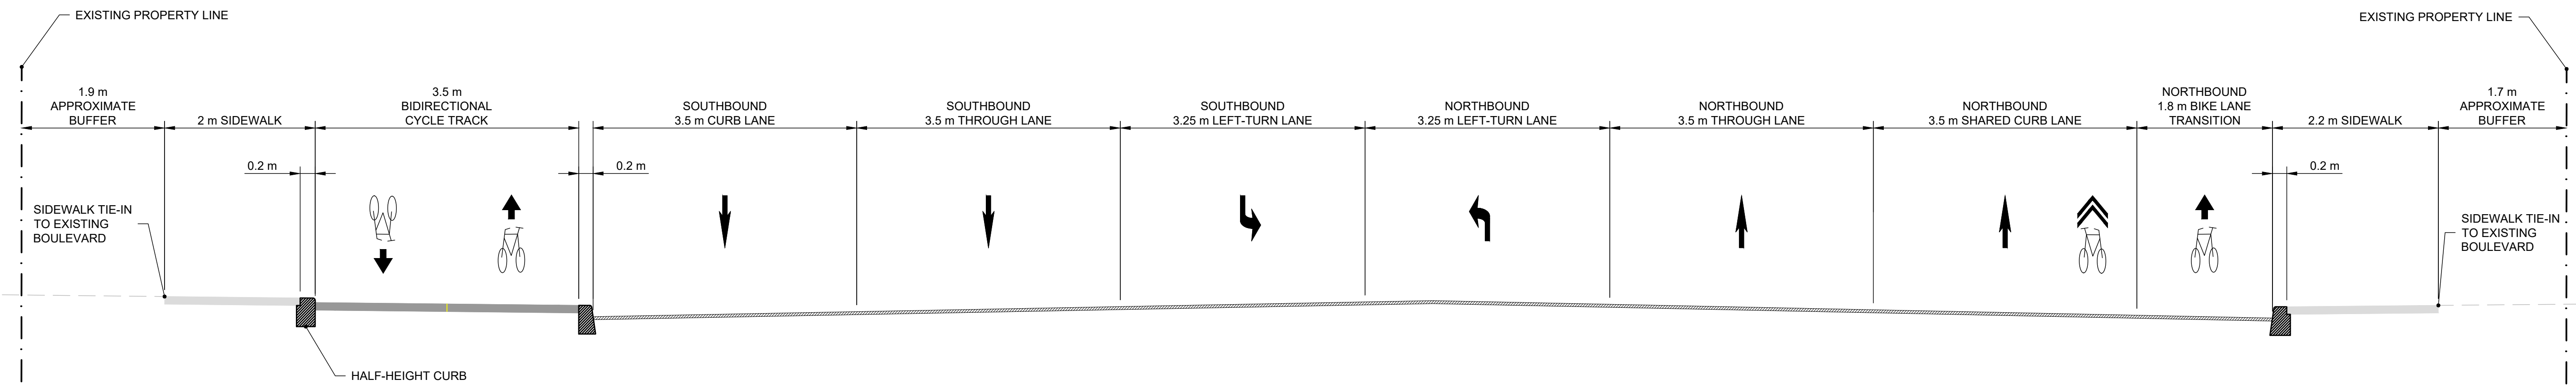 EXISTING PROPERTY LINE
EXISTING PROPERTY LINE
1.9 m
APPROXIMATE
BUFFER
2 m SIDEWALK
3.5 m
BIDIRECTIONAL
CYCLE TRACK
SOUTHBOUND
3.5 m CURB LANE
SOUTHBOUND
3.5 m THROUGH LANE
SOUTHBOUND
3.25 m LEFT-TURN LANE
NORTHBOUND
3.25 m LEFT-TURN LANE
NORTHBOUND
3.5 m THROUGH LANE
NORTHBOUND
3.5 m SHARED CURB LANE
NORTHBOUND
1.8 m BIKE LANE
TRANSITION
2.2 m SIDEWALK
1.7 m
APPROXIMATE
BUFFER
0.2 m
0.2 m
0.2 m
SIDEWALK TIE-IN
TO EXISTING
BOULEVARD
SIDEWALK TIE-IN
TO EXISTING
BOULEVARD
HALF-HEIGHT CURB